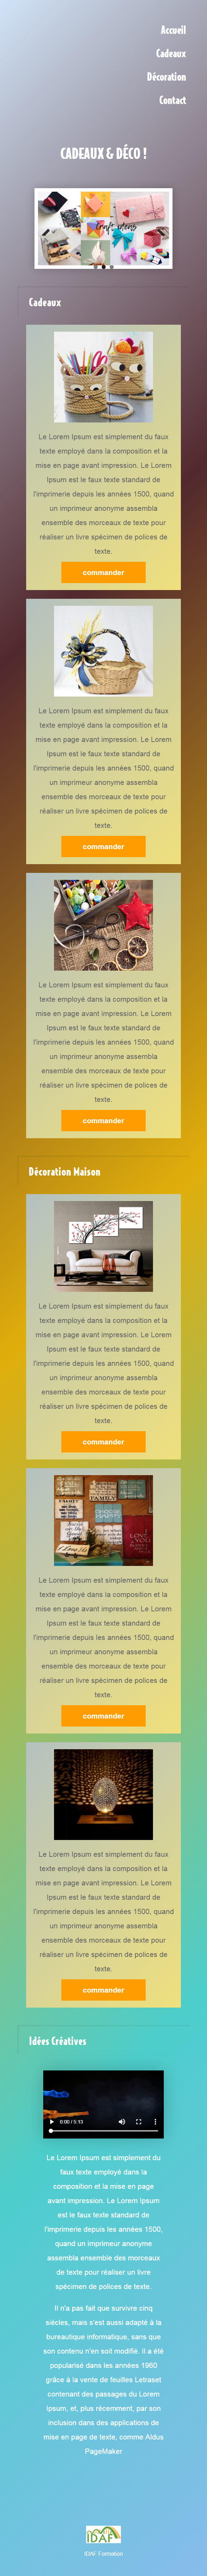 Accueil
Cadeaux
Décoration
Contact
CADEAUX & DÉCO !
Craft ideas
Cadeaux
Le Lorem Ipsum est simplement du faux
texte employé dans la composition et la
mise en page avant impression. Le Lorem
Ipsum est le faux texte standard de
l'imprimerie depuis les années 1500, quand
un imprimeur anonyme assembla
ensemble des morceaux de texte pour
réaliser un livre spécimen de polices de
texte.
commander
Le Lorem Ipsum est simplement du faux
texte employé dans la composition et la
mise en page avant impression. Le Lorem
Ipsum est le faux texte standard de
l'imprimerie depuis les années 1500, quand
un imprimeur anonyme assembla
ensemble des morceaux de texte pour
réaliser un livre spécimen de polices de
texte.
commander
Le Lorem Ipsum est simplement du faux
texte employé dans la composition et la
mise en page avant impression. Le Lorem
Ipsum est le faux texte standard de
l'imprimerie depuis les années 1500, quand
un imprimeur anonyme assembla
ensemble des morceaux de texte pour
réaliser un livre spécimen de polices de
texte.
commander
Décoration Maison
Le Lorem Ipsum est simplement du faux
texte employé dans la composition et la
mise en page avant impression. Le Lorem
Ipsum est le faux texte standard de
l'imprimerie depuis les années 1500, quand
un imprimeur anonyme assembla
ensemble des morceaux de texte pour
réaliser un livre spécimen de polices de
texte.
commander
FAMILY
LOVE
YOU
Le Lorem Ipsum est simplement du faux
texte employé dans la composition et la
mise en page avant impression. Le Lorem
Ipsum est le faux texte standard de
l'imprimerie depuis les années 1500, quand
un imprimeur anonyme assembla
ensemble des morceaux de texte pour
réaliser un livre spécimen de polices de
texte.
commander
Le Lorem Ipsum est simplement du faux
texte employé dans la composition et la
mise en page avant impression. Le Lorem
Ipsum est le faux texte standard de
l'imprimerie depuis les années 1500, quand
un imprimeur anonyme assembla
ensemble des morceaux de texte pour
réaliser un livre spécimen de polices de
texte.
commander
Idées Créatives
0:00 / 5:13
Le Lorem Ipsum est simplement du
faux texte employé dans la
composition et la mise en page
avant impression. Le Lorem Ipsum
est le faux texte standard de
l'imprimerie depuis les années 1500,
quand un imprimeur anonyme
assembla ensemble des morceaux
de texte pour réaliser un livre
spécimen de polices de texte.
Il n'a pas fait que survivre cinq
siècles, mais s'est aussi adapté à la
bureautique informatique, sans que
son contenu n'en soit modifié. Il a été
popularisé dans les années 1960
grâce à la vente de feuilles Letraset
contenant des passages du Lorem
Ipsum, et, plus récemment, par son
inclusion dans des applications de
mise en page de texte, comme Aldus
PageMaker
IDAF
IDAF Formation